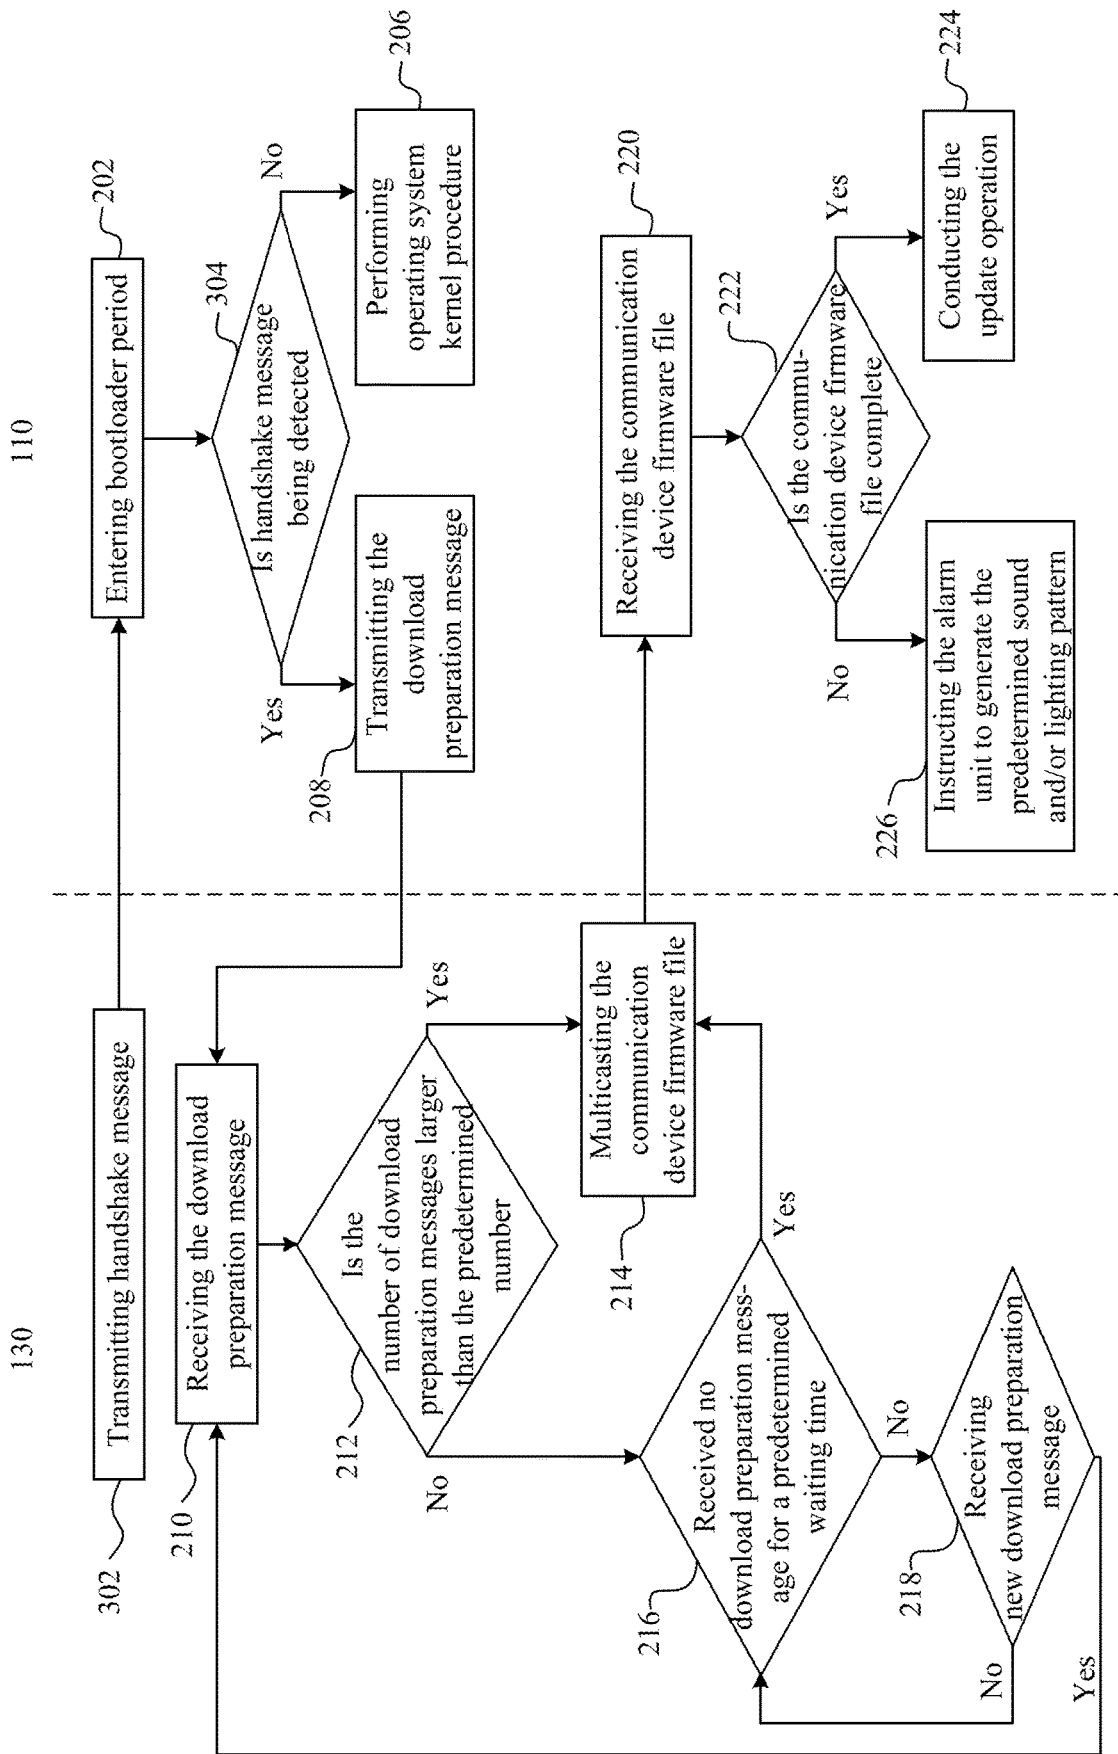 130
110
302
Transmitting handshake message
Entering bootloader period
202
210
Receiving the download
preparation message
304
Is handshake message
being detected
Yes
No
208
Transmitting the
download
preparation message
Performing
operating system
kernel procedure
206
212
Is the
number of download
preparation messages larger
than the predetermined
number
No
Yes
214
Multicasting the
communication
device firmware file
Receiving the communication
device firmware file
220
216
Received no
download preparation mess-
age for a predetermined
waiting time
Yes
No
222
Is the commu-
nication device firmware
file complete
No
Yes
218
Receiving
new download preparation
message
No
Yes
226
Instructing the alarm
unit to generate the
predetermined sound
and/or lighting pattern
Conducting the
update operation
224